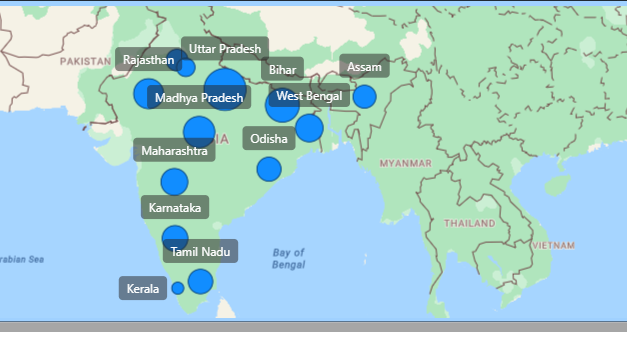 PAKISTAN
Uttar Pradesh
Rajasthan
Bihar
Assam
Madhya Pradesh
West Bengal
IA
Odisha
Maharashtra
MYANMAR
Karnataka
THAILAND
Tamil Nadu
VIETNAM
Bay of
Bengal
rabian Sea
Kerala